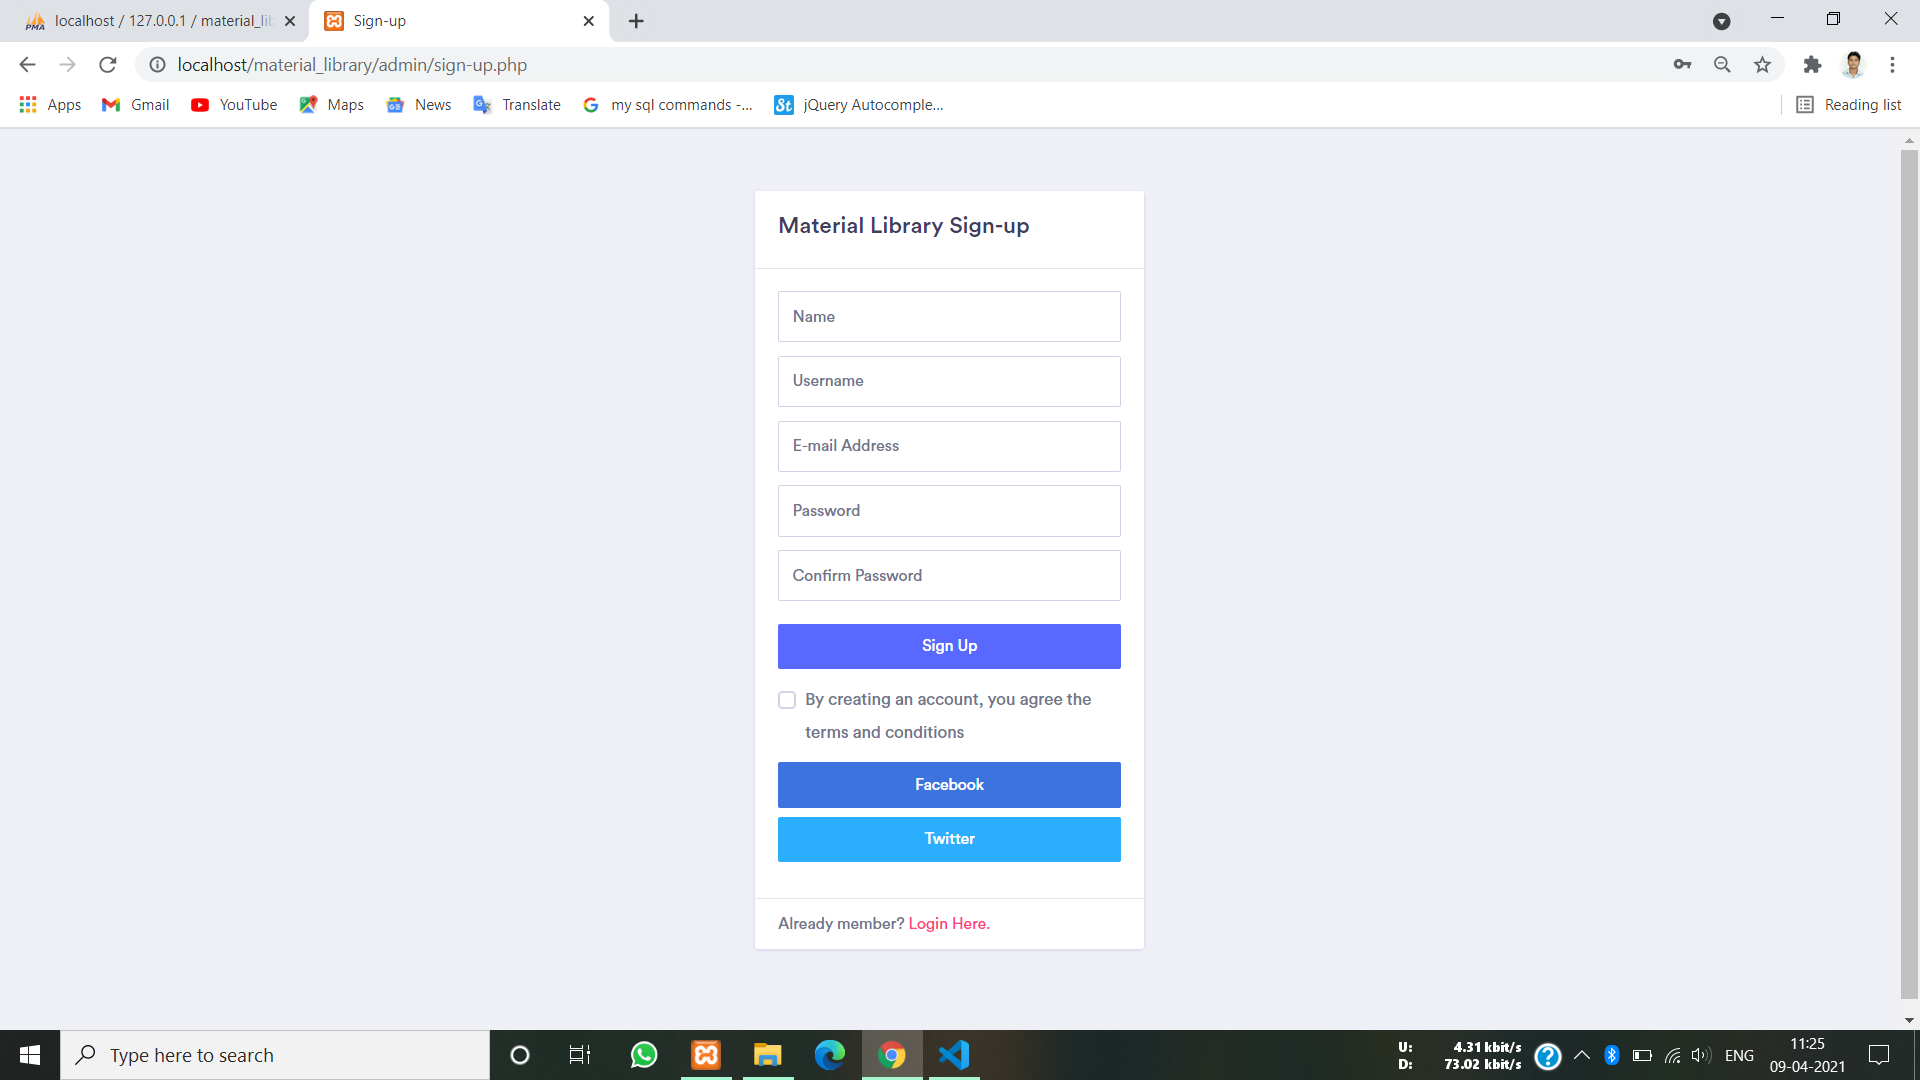 PMA localhost / 127.0.0.1 / material_lib
Sign-up
localhost/material_library/admin/sign-up.php
Apps
Gmail
YouTube
Maps
News
Translate
my sql commands -...
jQuery Autocomple...
Reading list
Material Library Sign-up
Name
Username
E-mail Address
Password
Confirm Password
Sign Up
By creating an account, you agree the
terms and conditions
Facebook
Twitter
Already member? Login Here.
Type here to search
U: 4.31 kbit/s
D: 73.02 kbit/s
ENG
11:25
09-04-2021